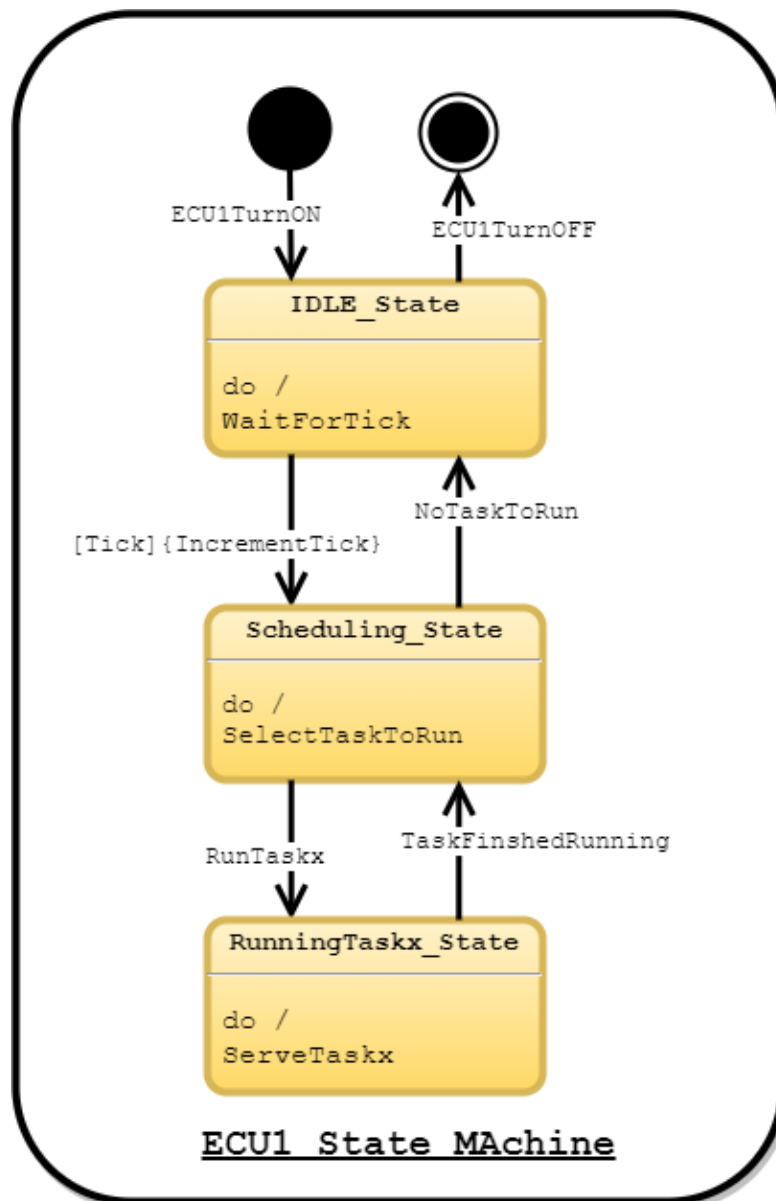 ECU1TurnON
ECU1TurnOFF
IDLE_State
do /
WaitForTick
NoTaskToRun
[Tick]{IncrementTick}
Scheduling_State
do /
SelectTaskToRun
TaskFinshedRunning
RunTaskx
RunningTaskx_State
do /
ServeTaskx
ECU1 State MAchine